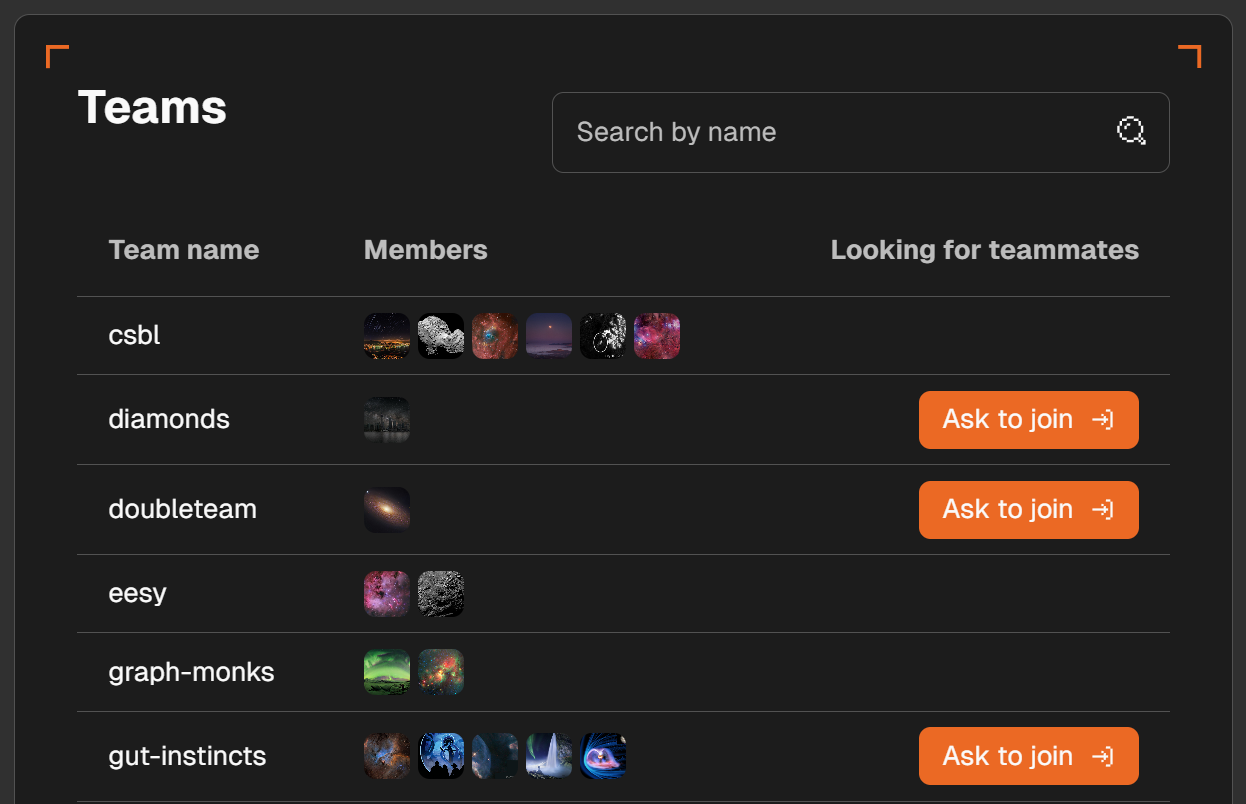 Teams
Search by name
Team name Members Looking for teammates
csbl
diamonds Ask to join
doubleteam Ask to join
eesy
graph-monks
gut-instincts Ask to join